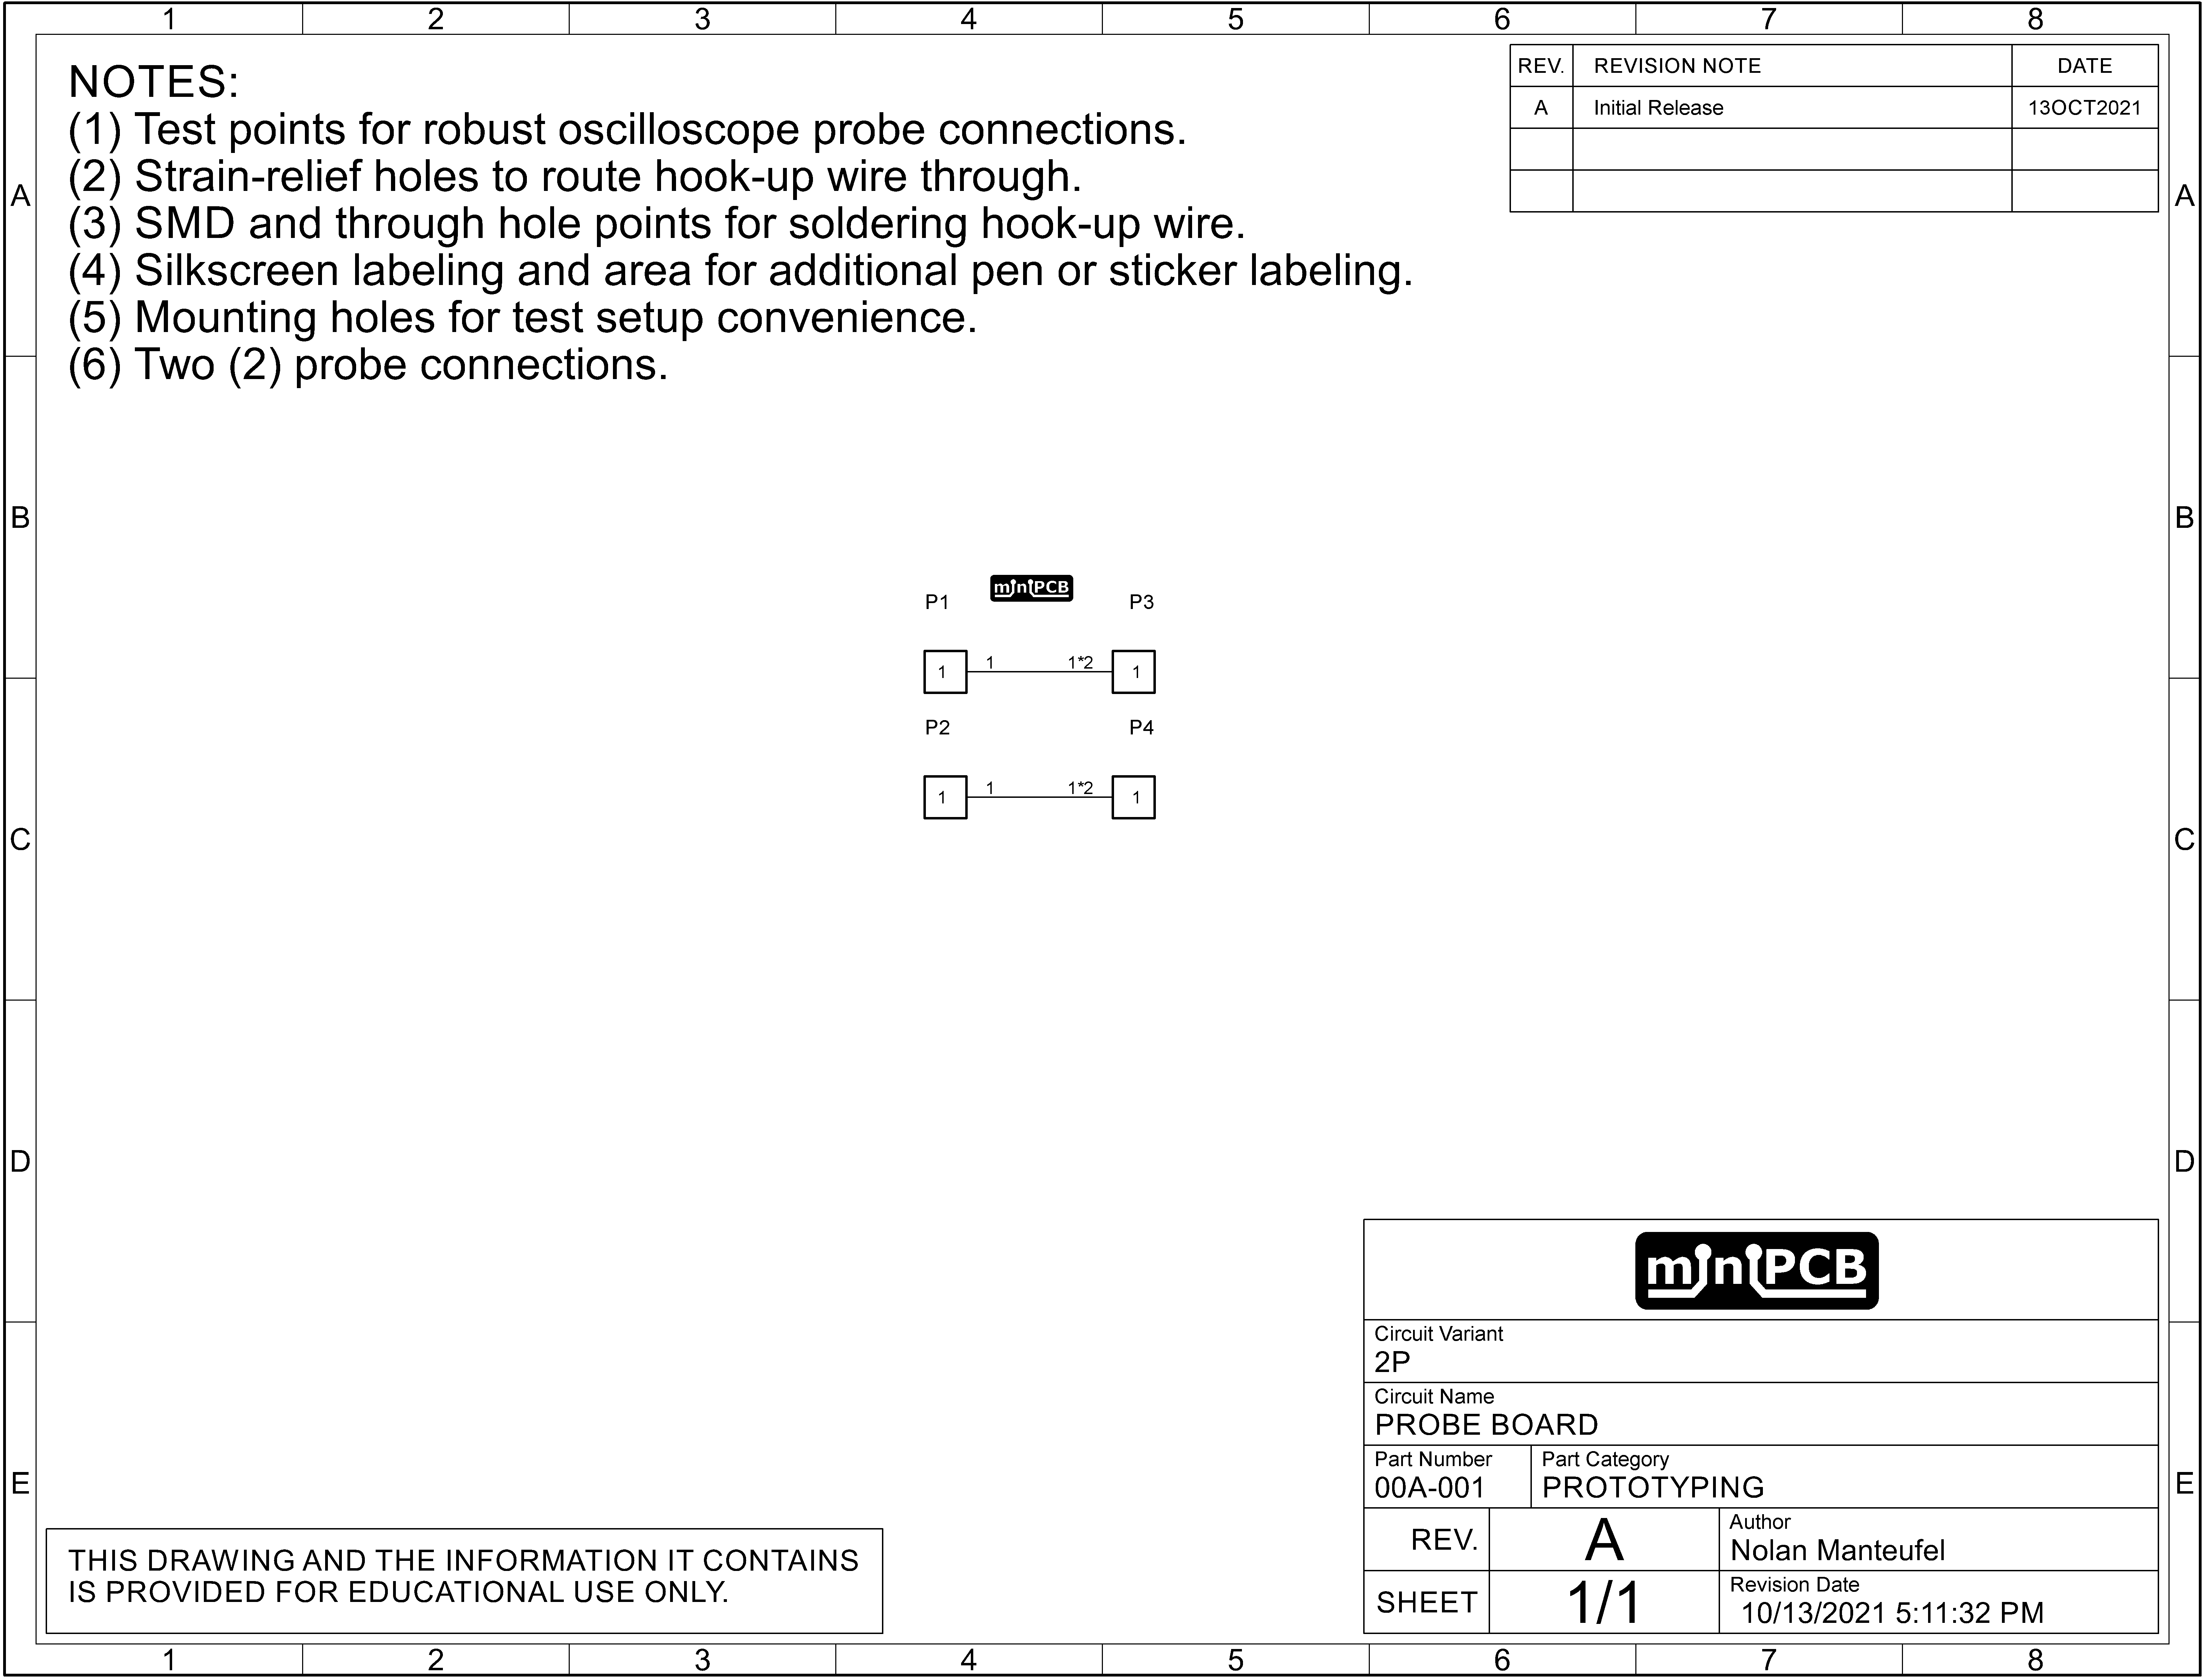 1 2 3 4 5 6 7 8
NOTES:
(1) Test points for robust oscilloscope probe connections.
(2) Strain-relief holes to route hook-up wire through.
(3) SMD and through hole points for soldering hook-up wire.
(4) Silkscreen labeling and area for additional pen or sticker labeling.
(5) Mounting holes for test setup convenience.
(6) Two (2) probe connections.
REV. REVISION NOTE DATE
A Initial Release 13OCT2021
A A
B B
miniPCB
P1 P3
1 1 1*2 1
P2 P4
1 1 1*2 1
C C
D D
miniPCB
Circuit Variant
2P
Circuit Name
PROBE BOARD
Part Number Part Category
00A-001 PROTOTYPING
E E
REV. A Author
Nolan Manteufel
SHEET 1/1 Revision Date
10/13/2021 5:11:32 PM
THIS DRAWING AND THE INFORMATION IT CONTAINS
IS PROVIDED FOR EDUCATIONAL USE ONLY.
1 2 3 4 5 6 7 8